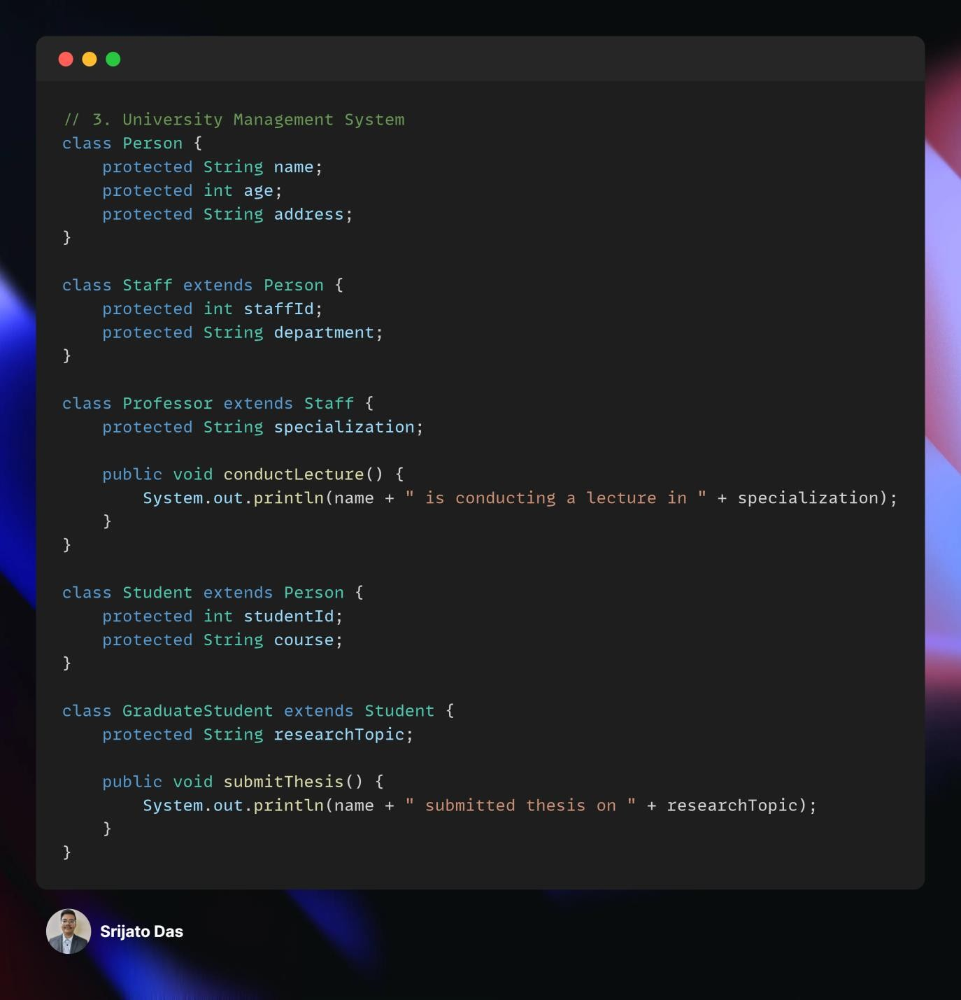 // 3. University Management System
class Person {
    protected String name;
    protected int age;
    protected String address;
}

class Staff extends Person {
    protected int staffId;
    protected String department;
}

class Professor extends Staff {
    protected String specialization;

    public void conductLecture() {
        System.out.println(name + " is conducting a lecture in " + specialization);
    }
}

class Student extends Person {
    protected int studentId;
    protected String course;
}

class GraduateStudent extends Student {
    protected String researchTopic;

    public void submitThesis() {
        System.out.println(name + " submitted thesis on " + researchTopic);
    }
}
Srijato Das